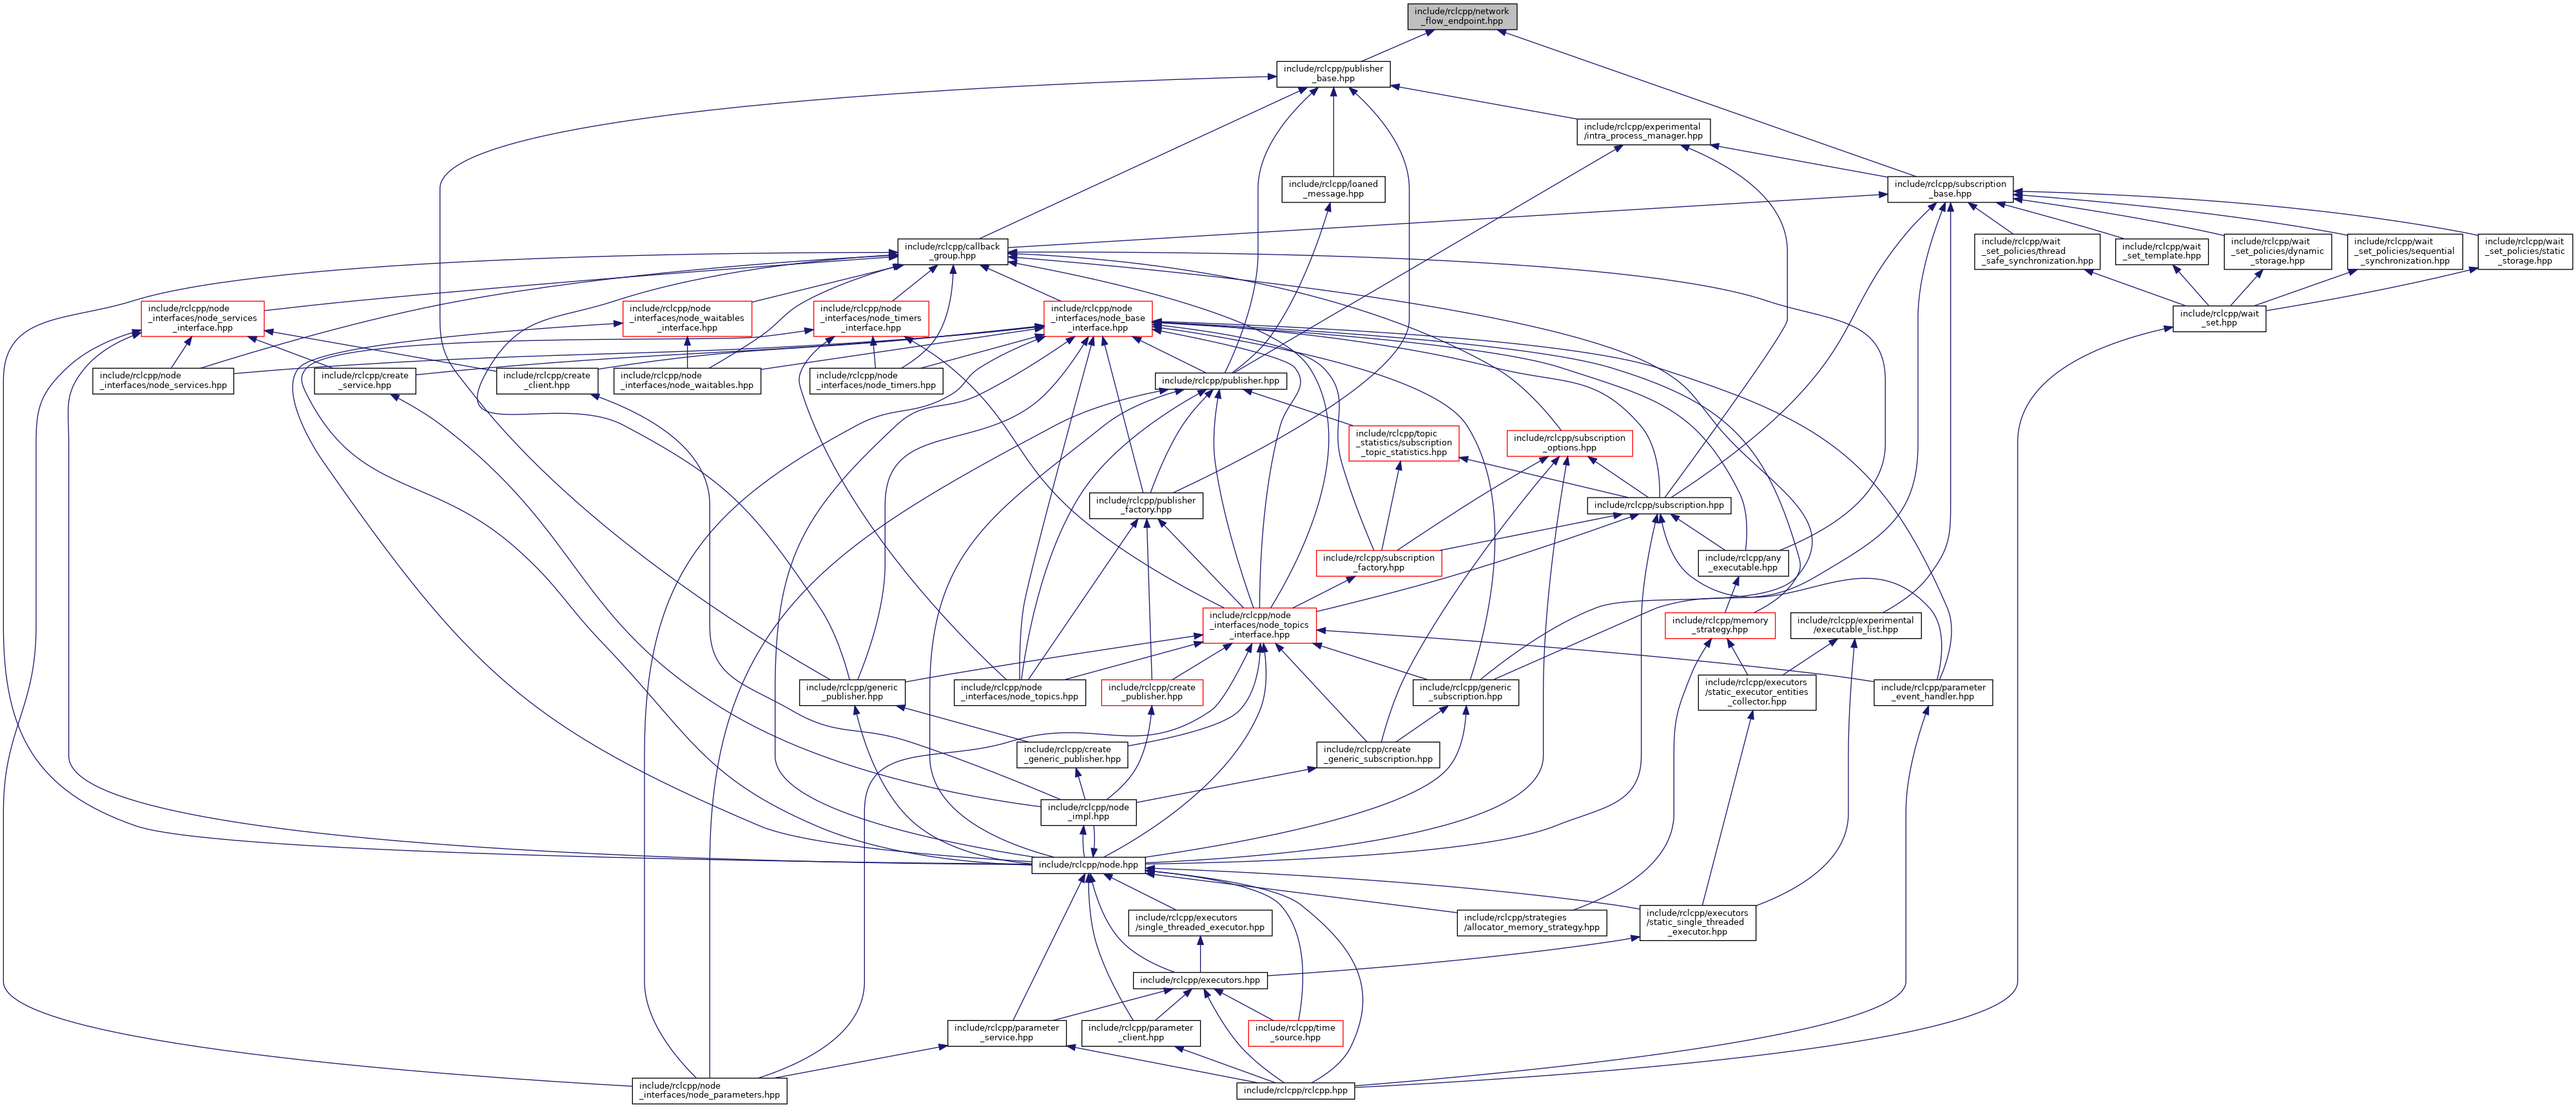 include/rclcpp/network
_flow_endpoint.hpp
include/rclcpp/publisher
_base.hpp
include/rclcpp/experimental
/intra_process_manager.hpp
include/rclcpp/loaned
_message.hpp
include/rclcpp/subscription
_base.hpp
include/rclcpp/callback
_group.hpp
include/rclcpp/wait
_set_policies/thread
_safe_synchronization.hpp
include/rclcpp/wait
_set_template.hpp
include/rclcpp/wait
_set_policies/dynamic
_storage.hpp
include/rclcpp/wait
_set_policies/sequential
_synchronization.hpp
include/rclcpp/wait
_set_policies/static
_storage.hpp
include/rclcpp/node
_interfaces/node_services
_interface.hpp
include/rclcpp/node
_interfaces/node_waitables
_interface.hpp
include/rclcpp/node
_interfaces/node_timers
_interface.hpp
include/rclcpp/node
_interfaces/node_base
_interface.hpp
include/rclcpp/wait
_set.hpp
include/rclcpp/node
_interfaces/node_services.hpp
include/rclcpp/create
_service.hpp
include/rclcpp/create
_client.hpp
include/rclcpp/node
_interfaces/node_waitables.hpp
include/rclcpp/node
_interfaces/node_timers.hpp
include/rclcpp/publisher.hpp
include/rclcpp/topic
_statistics/subscription
_topic_statistics.hpp
include/rclcpp/subscription
_options.hpp
include/rclcpp/publisher
_factory.hpp
include/rclcpp/subscription.hpp
include/rclcpp/subscription
_factory.hpp
include/rclcpp/any
_executable.hpp
include/rclcpp/node
_interfaces/node_topics
_interface.hpp
include/rclcpp/memory
_strategy.hpp
include/rclcpp/experimental
/executable_list.hpp
include/rclcpp/generic
_publisher.hpp
include/rclcpp/node
_interfaces/node_topics.hpp
include/rclcpp/create
_publisher.hpp
include/rclcpp/generic
_subscription.hpp
include/rclcpp/executors
/static_executor_entities
_collector.hpp
include/rclcpp/parameter
_event_handler.hpp
include/rclcpp/create
_generic_publisher.hpp
include/rclcpp/create
_generic_subscription.hpp
include/rclcpp/node
_impl.hpp
include/rclcpp/node.hpp
include/rclcpp/executors
/single_threaded_executor.hpp
include/rclcpp/strategies
/allocator_memory_strategy.hpp
include/rclcpp/executors
/static_single_threaded
_executor.hpp
include/rclcpp/executors.hpp
include/rclcpp/parameter
_service.hpp
include/rclcpp/parameter
_client.hpp
include/rclcpp/time
_source.hpp
include/rclcpp/node
_interfaces/node_parameters.hpp
include/rclcpp/rclcpp.hpp